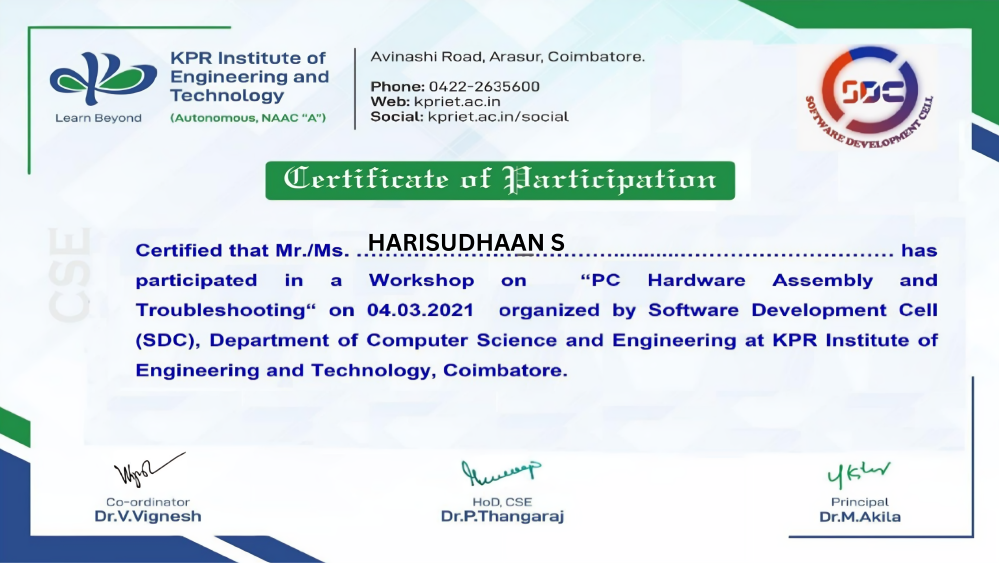 KPR Institute of
Engineering and
Technology
(Autonomous, NAAC "A")
Learn Beyond
Avinashi Road, Arasur, Coimbatore.
Phone: 0422-2635600
Web: kpriet.ac.in
Social: kpriet.ac.in/social
SDC
SOFTWARE DEVELOPMENT CELL
Certificate of Participation
CSE
Certified that Mr./Ms. HARISUDHAAN S has
participated in a Workshop on “PC Hardware Assembly and
Troubleshooting“ on 04.03.2021 organized by Software Development Cell
(SDC), Department of Computer Science and Engineering at KPR Institute of
Engineering and Technology, Coimbatore.
Co-ordinator
Dr.V.Vignesh
HoD, CSE
Dr.P.Thangaraj
Principal
Dr.M.Akila